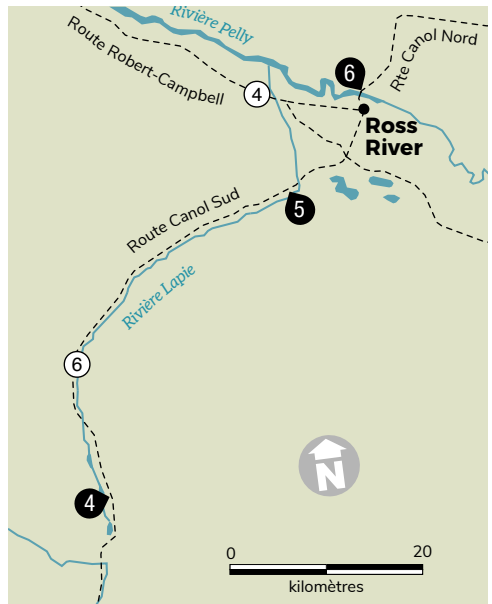 Rivière Pelly
Route Robert-Campbell
Rte Canol Nord
6
4
Ross
River
5
Route Canol Sud
Rivière Lapie
6
4
N
0
20
kilomètres